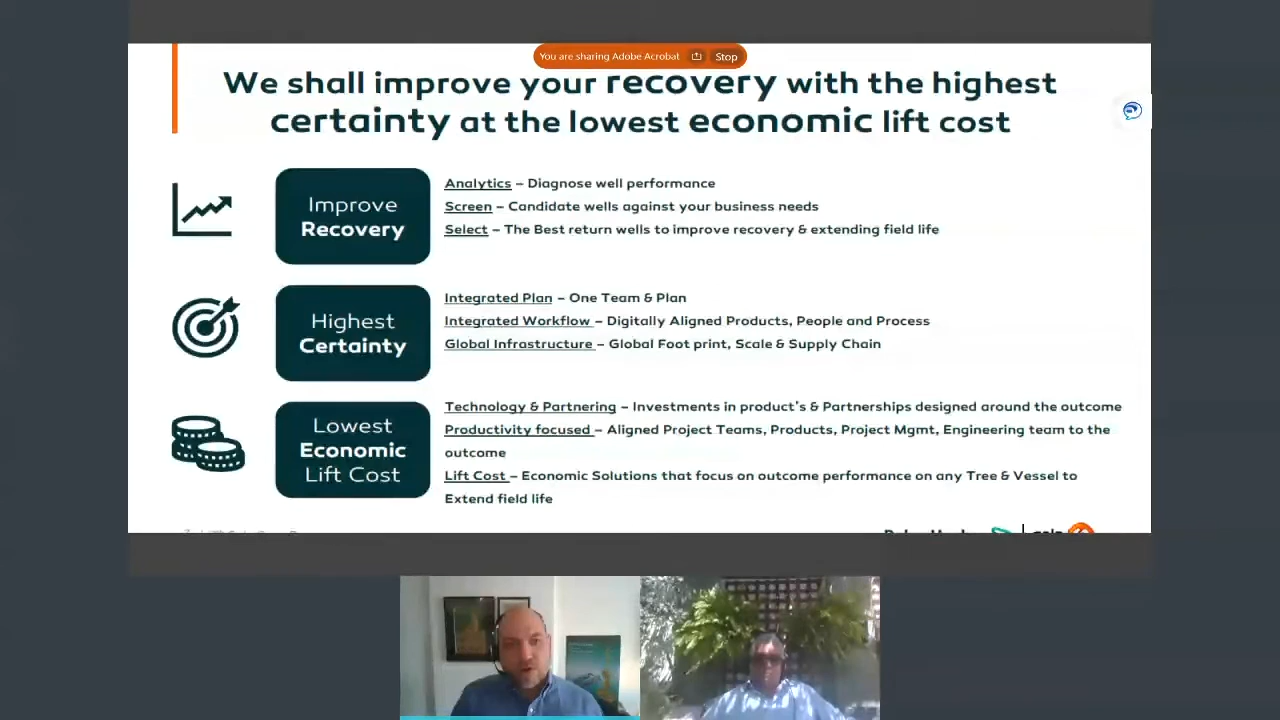 You are sharing Adobe Acrobat Stop
We shall improve your recovery with the highest
certainty at the lowest economic lift cost
Improve
Recovery
Analytics – Diagnose well performance
Screen – Candidate wells against your business needs
Select – The Best return wells to improve recovery & extending field life
Highest
Certainty
Integrated Plan – One Team & Plan
Integrated Workflow – Digitally Aligned Products, People and Process
Global Infrastructure – Global Foot print, Scale & Supply Chain
Lowest
Economic
Lift Cost
Technology & Partnering – Investments in product's & Partnerships designed around the outcome
Productivity focused – Aligned Project Teams, Products, Project Mgmt, Engineering team to the
outcome
Lift Cost – Economic Solutions that focus on outcome performance on any Tree & Vessel to
Extend field life